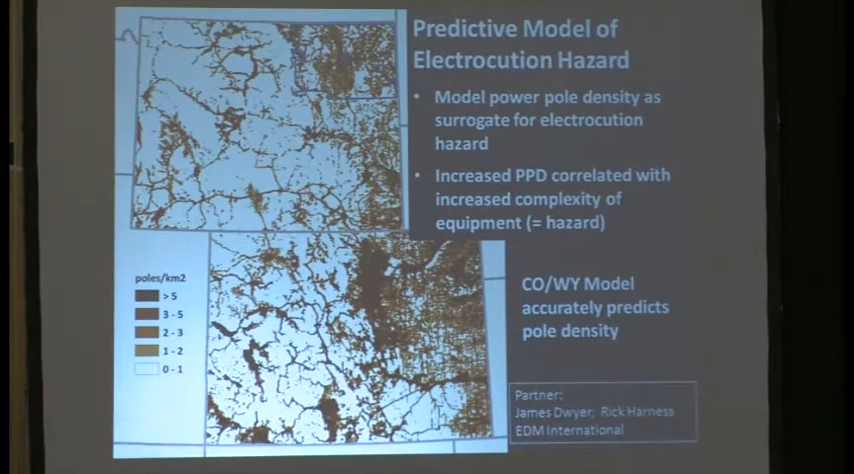 Predictive Model of
Electrocution Hazard
• Model power pole density as
surrogate for electrocution
hazard
• Increased PPD correlated with
increased complexity of
equipment (= hazard)
poles/km2
> 5
3 - 5
2 - 3
1 - 2
0 - 1
CO/WY Model
accurately predicts
pole density
Partner:
James Dwyer, Rick Harness
EDM International